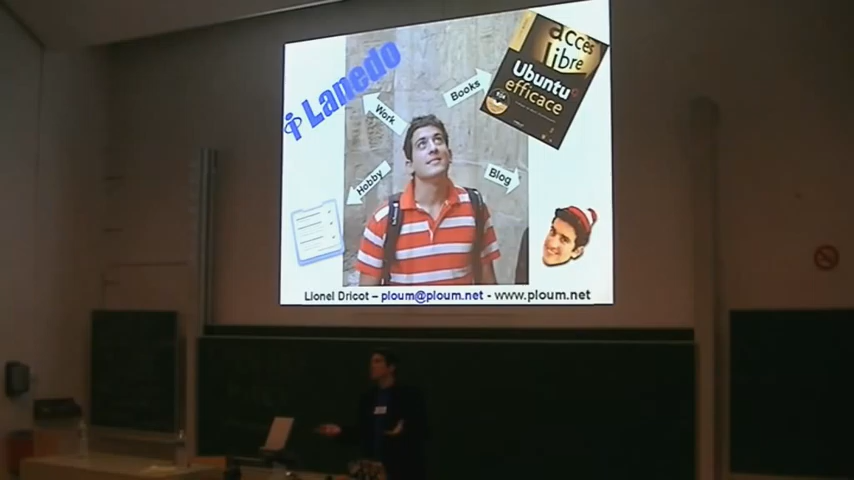 Lanedo
accès
libre
Ubuntu
efficace
Work
Books
Hobby
Blog
Lionel Dricot – ploum@ploum.net - www.ploum.net